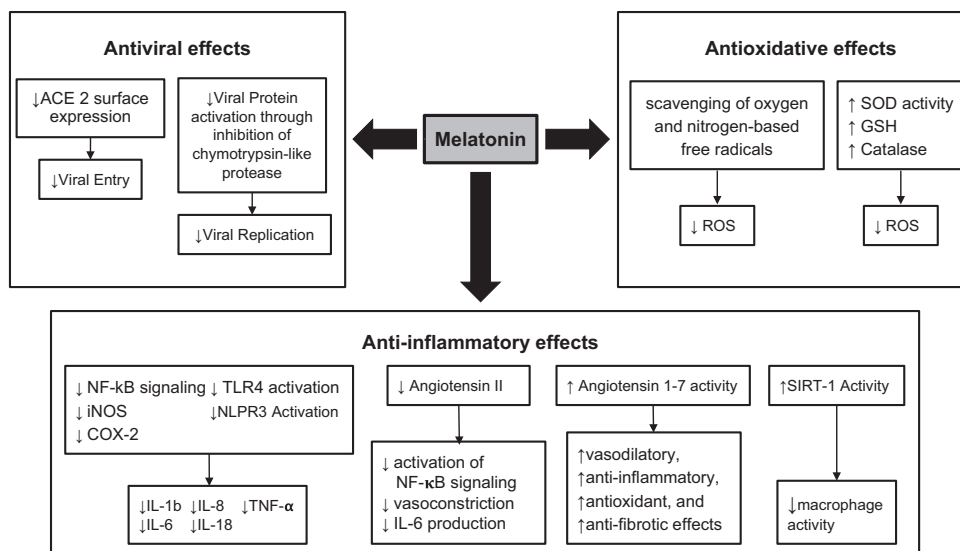 Antiviral effects
↓ACE 2 surface
expression
↓Viral Entry
↓Viral Protein
activation through
inhibition of
chymotrypsin-like
protease
↓Viral Replication
Melatonin
Antioxidative effects
scavenging of oxygen
and nitrogen-based
free radicals
↓ ROS
↑ SOD activity
↑ GSH
↑ Catalase
↓ ROS
Anti-inflammatory effects
↓ NF-kB signaling ↓ TLR4 activation
↓ iNOS ↓NLPR3 Activation
↓ COX-2
↓IL-1b ↓IL-8 ↓TNF-α
↓IL-6 ↓IL-18
↓ Angiotensin II
↓ activation of
NF-κB signaling
↓ vasoconstriction
↓ IL-6 production
↑ Angiotensin 1-7 activity
↑vasodilatory,
↑anti-inflammatory,
↑antioxidant, and
↑anti-fibrotic effects
↑SIRT-1 Activity
↓macrophage
activity